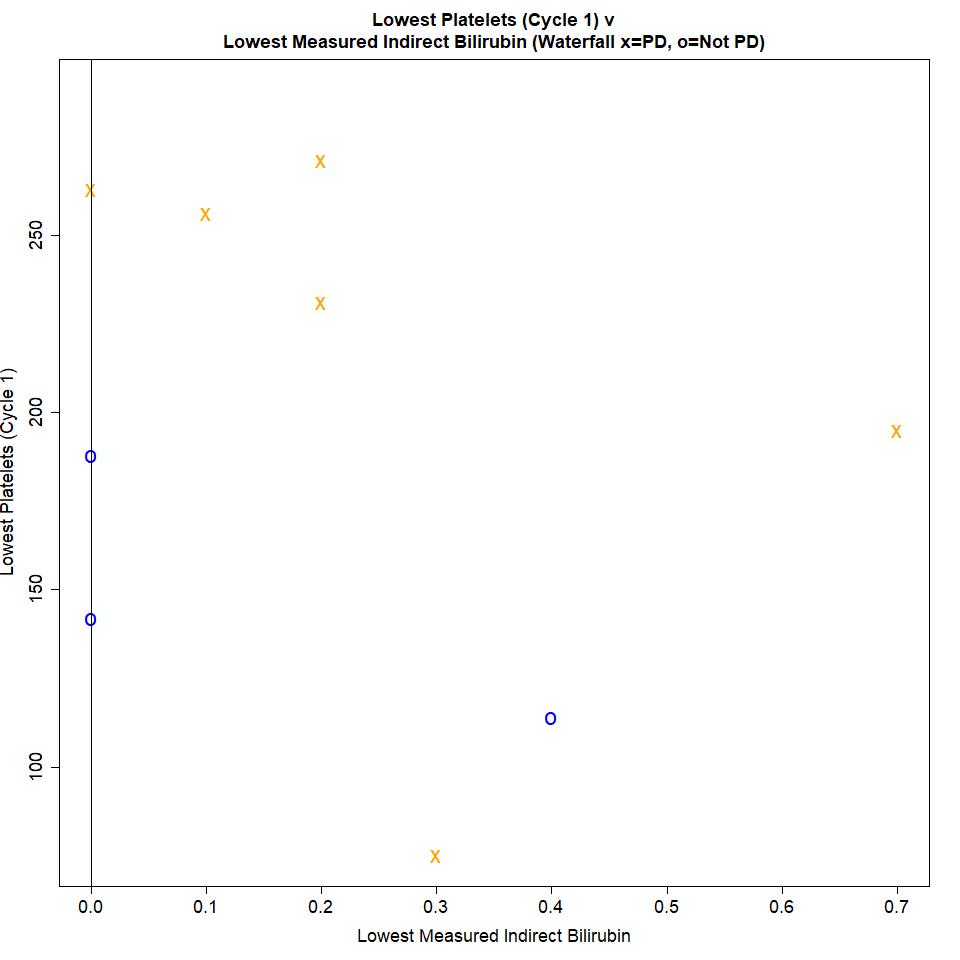 Lowest Platelets (Cycle 1) v
Lowest Measured Indirect Bilirubin (Waterfall x=PD, o=Not PD)
Lowest Platelets (Cycle 1)
250
200
150
100
X
X
X
X
X
O
O
O
X
0.0 0.1 0.2 0.3 0.4 0.5 0.6 0.7
Lowest Measured Indirect Bilirubin